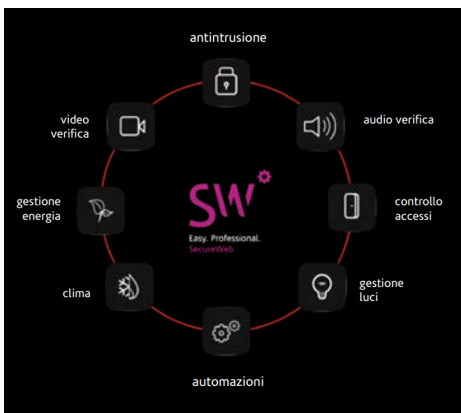 antintrusione
audio verifica
controllo
accessi
gestione
luci
automazioni
clima
gestione
energia
video
verifica
SW
Easy. Professional.
SecureWeb.